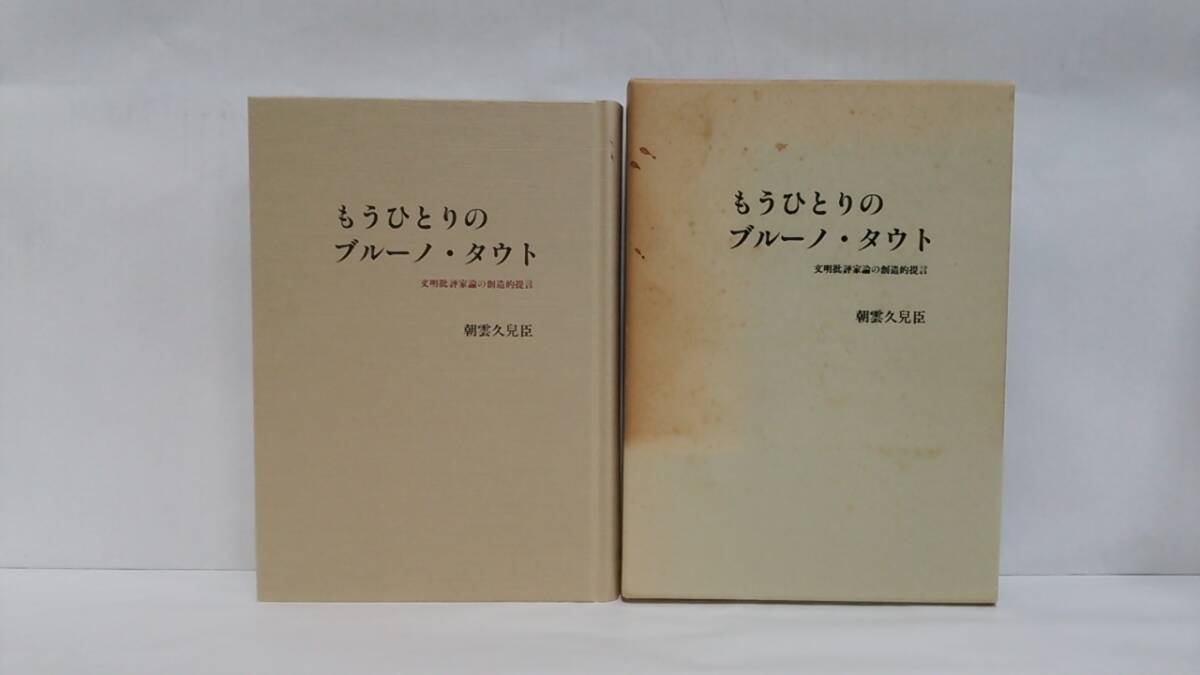 もうひとりの
ブルーノ・タウト
文明批評家論の創造的提言
朝雲久兒臣
もうひとりの
ブルーノ・タウト
文明批評家論の創造的提言
朝雲久兒臣